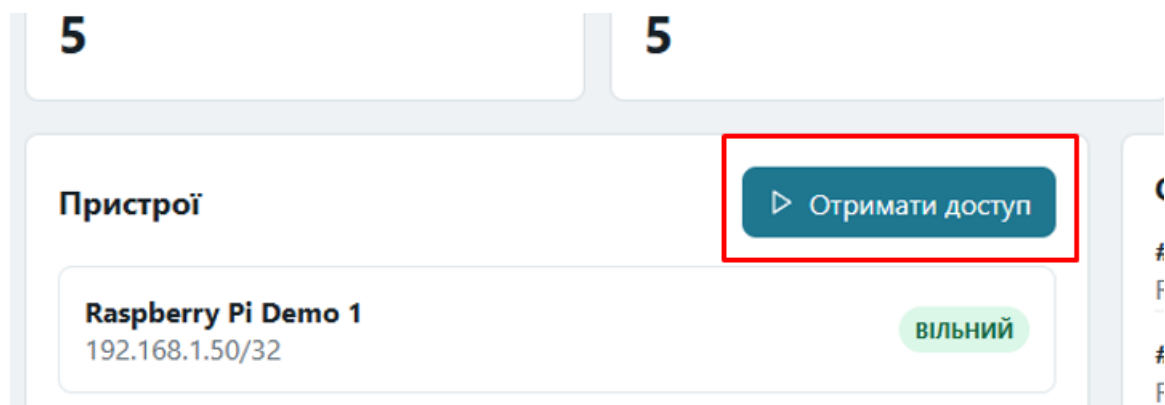 5
5
Пристрої
Отримати доступ
Raspberry Pi Demo 1
192.168.1.50/32
ВІЛЬНИЙ
#
#